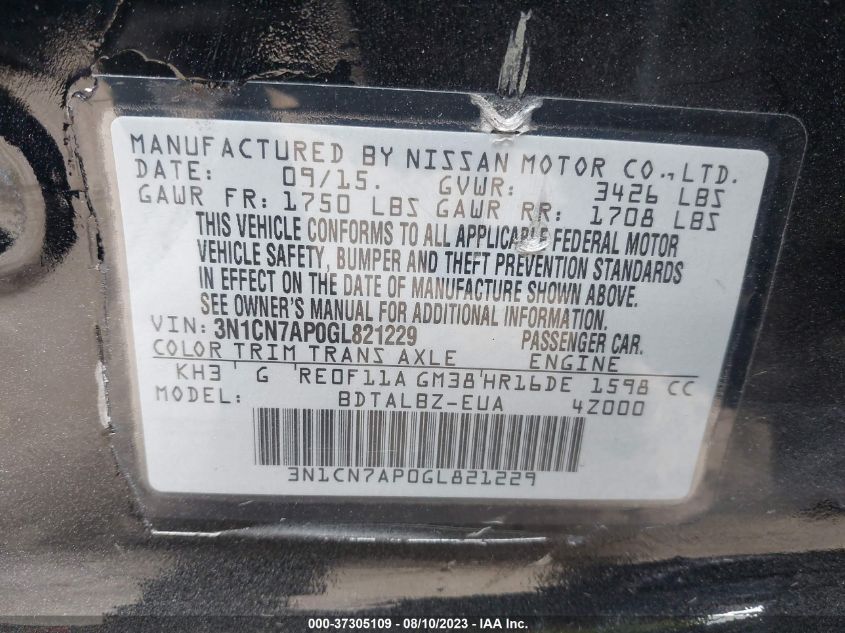 MANUFACTURED BY NISSAN MOTOR CO., LTD.
DATE: 09/15. GVWR: 3426 LBS
GAWR FR: 1750 LBS GAWR RR: 1708 LBS
THIS VEHICLE CONFORMS TO ALL APPLICABLE FEDERAL MOTOR
VEHICLE SAFETY, BUMPER AND THEFT PREVENTION STANDARDS
IN EFFECT ON THE DATE OF MANUFACTURE SHOWN ABOVE.
SEE OWNER'S MANUAL FOR ADDITIONAL INFORMATION.
VIN: 3N1CN7AP0GL821229 PASSENGER CAR.
COLOR TRIM TRANS AXLE ENGINE
KH3 G RE0F11A GM38 HR16DE 1598 CC
MODEL: BDTALBZ-EUA 4Z000
3N1CN7AP0GL821229
000-37305109 - 08/10/2023 - Copyright © IAA, Inc.